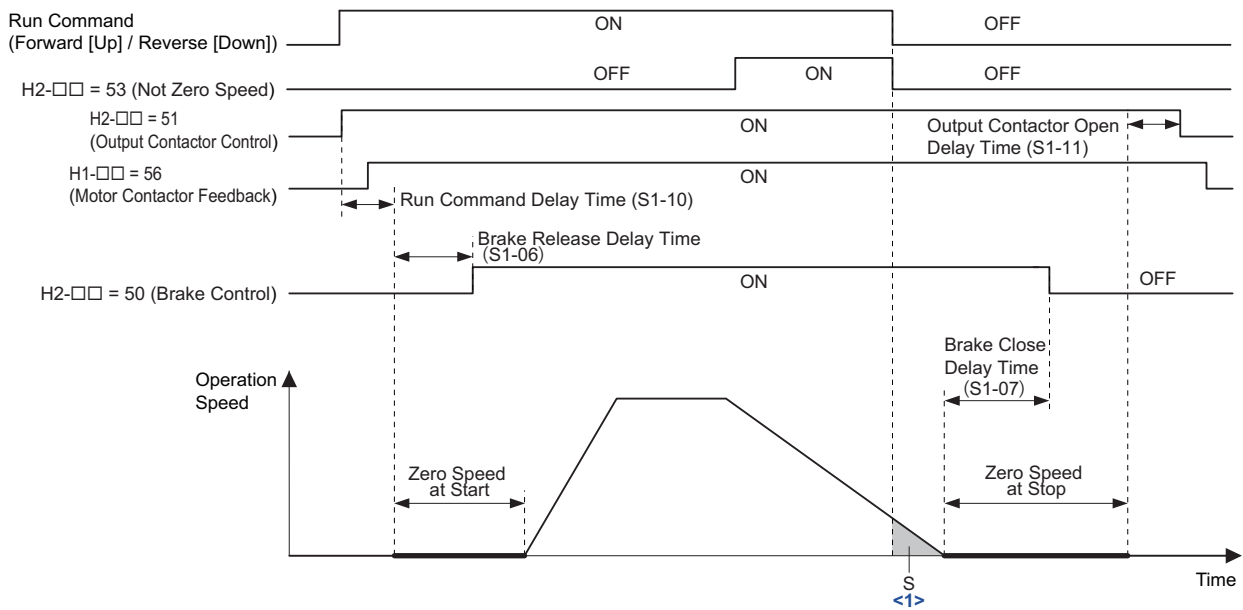 Run Command
(Forward [Up] / Reverse [Down])
ON
OFF
H2-□□ = 53 (Not Zero Speed)
OFF
ON
OFF
H2-□□ = 51
(Output Contactor Control)
ON
Output Contactor Open
Delay Time (S1-11)
H1-□□ = 56
(Motor Contactor Feedback)
ON
Run Command Delay Time (S1-10)
Brake Release Delay Time
(S1-06)
H2-□□ = 50 (Brake Control)
ON
OFF
Brake Close
Delay Time
(S1-07)
Operation
Speed
Zero Speed
at Start
Zero Speed
at Stop
S
<1>
Time